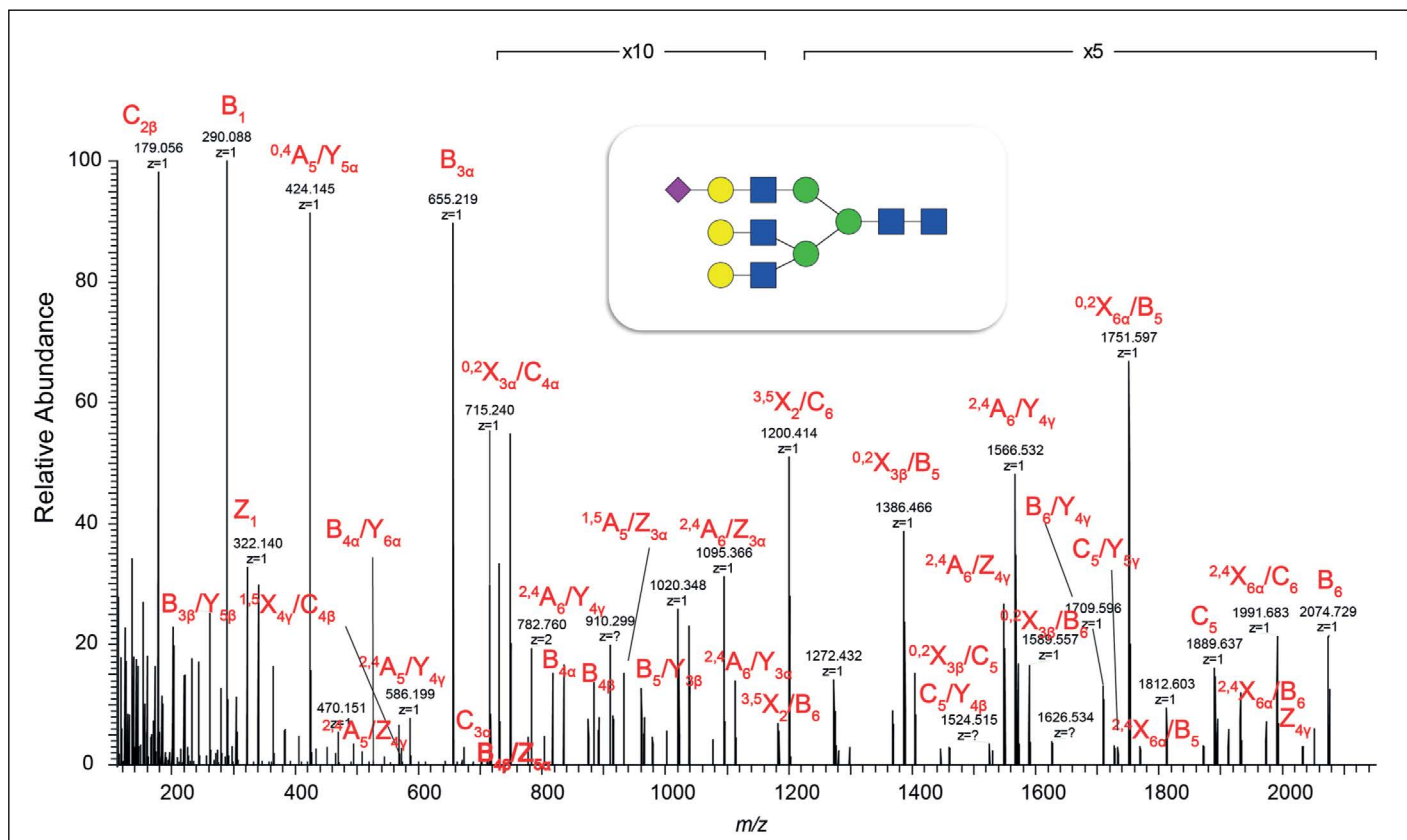 x10
x5
C2β
179.056
z=1
B1
290.088
z=1
0,4A5/Y5α
424.145
z=1
B3α
655.219
z=1
0,2X3α/C4α
715.240
z=1
Z1
322.140
z=1
B4α/Y6α
B3β/Y5β
1,5X4γ/C4β
470.151
z=1
2,4A5/Z4γ
2,4A5/Y4γ
586.199
z=1
C3α
B4β/Z5α
2,4A6/Y4γ
782.760
z=2
B4α
910.299
z=?
B4β
1,5A5/Z3α
B5/Y3β
1020.348
z=1
2,4A6/Z3α
1095.366
z=1
2,4A6/Y3α
3,5X2/C6
1200.414
z=1
3,5X2/B6
1272.432
z=1
0,2X3β/B5
1386.466
z=1
0,2X3β/C5
C5/Y4β
1524.515
z=?
2,4A6/Y4γ
1566.532
z=1
2,4A6/Z4γ
0,2X3β/B6
1589.557
z=1
1626.534
z=?
B6/Y4γ
1709.596
z=1
C5/Y5γ
0,2X6α/B5
1751.597
z=1
2,4X6α/B5
1812.603
z=1
C5
1889.637
z=1
2,4X6α/C6
1991.683
z=1
2,4X6α/B6
Z4γ
B6
2074.729
z=1
Relative Abundance
100
80
60
40
20
0
200
400
600
800
1000
1200
1400
1600
1800
2000
m/z